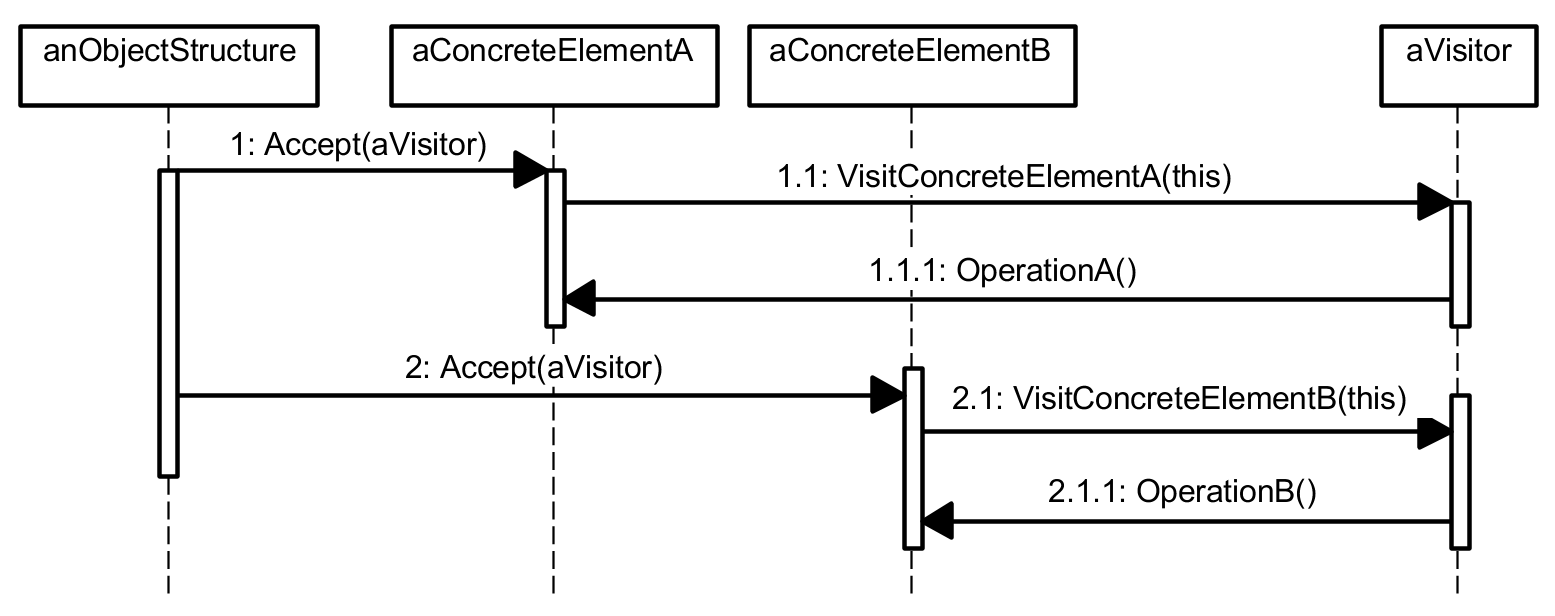 anObjectStructure
aConcreteElementA
aConcreteElementB
aVisitor
1: Accept(aVisitor)
1.1: VisitConcreteElementA(this)
1.1.1: OperationA()
2: Accept(aVisitor)
2.1: VisitConcreteElementB(this)
2.1.1: OperationB()